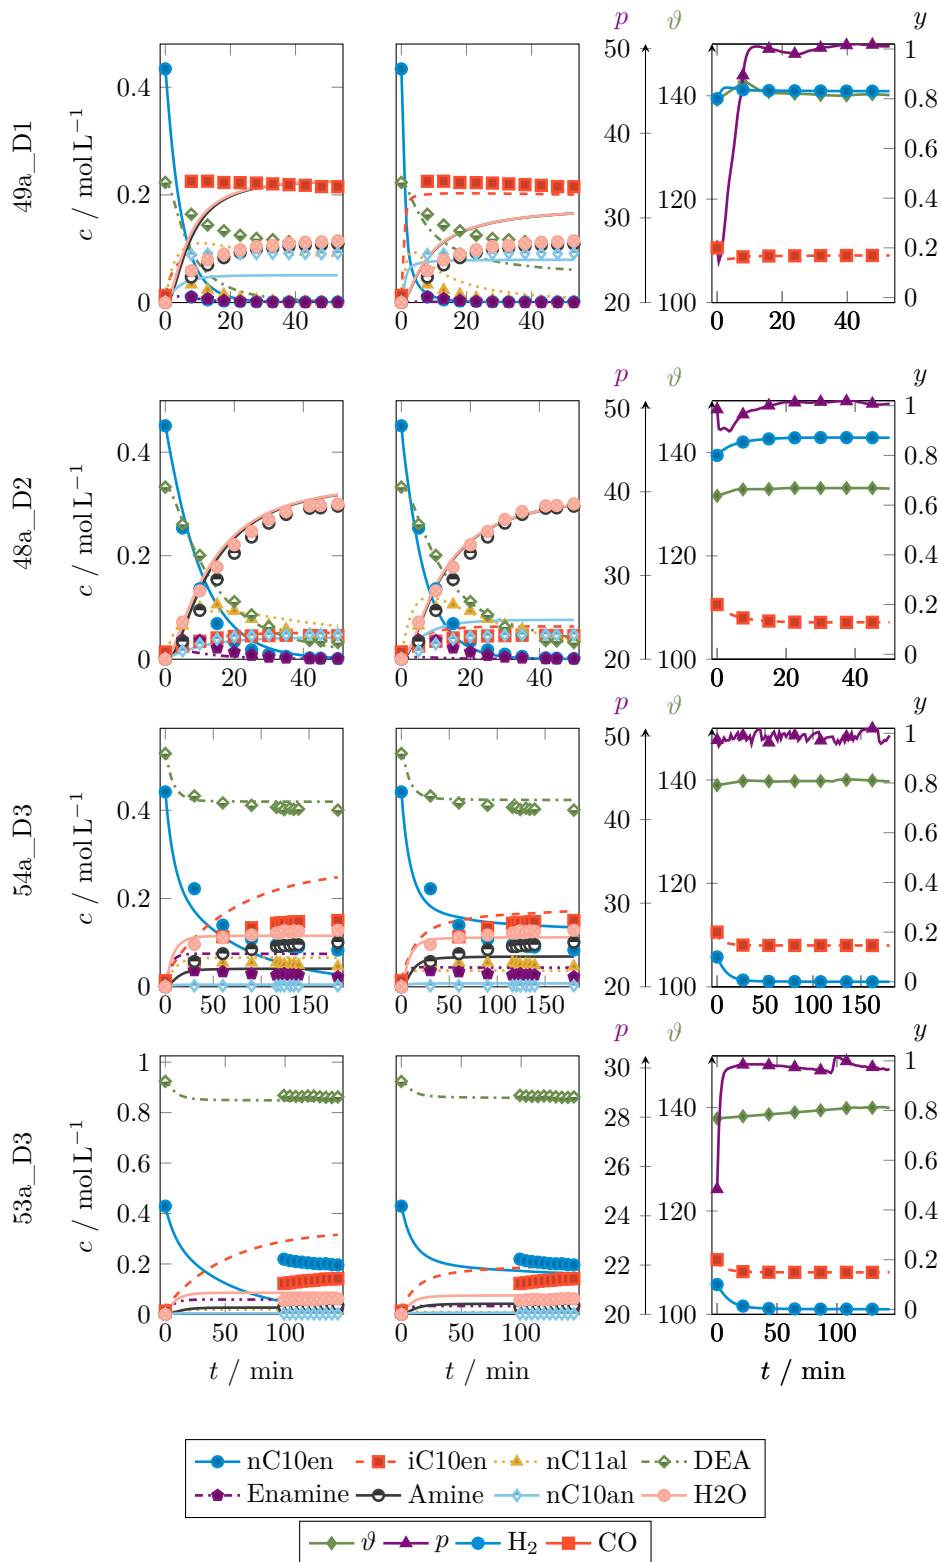 p ϑ y
49a_D1
c / mol L⁻¹
0.4
0.2
0
0 20 40
0 20 40
50
40
30
20
140
120
100
0 20 40
1
0.8
0.6
0.4
0.2
0
p ϑ y
48a_D2
c / mol L⁻¹
0.4
0.2
0
0 20 40
0 20 40
50
40
30
20
140
120
100
0 20 40
1
0.8
0.6
0.4
0.2
0
p ϑ y
54a_D3
c / mol L⁻¹
0.4
0.2
0
0 50 100 150
0 50 100 150
50
40
30
20
140
120
100
0 50 100 150
1
0.8
0.6
0.4
0.2
0
p ϑ y
53a_D3
c / mol L⁻¹
1
0.8
0.6
0.4
0.2
0
0 50 100
t / min
0 50 100
t / min
30
28
26
24
22
20
140
120
100
0 50 100
t / min
1
0.8
0.6
0.4
0.2
0
nC10en iC10en nC11al DEA
Enamine Amine nC10an H2O
ϑ p H₂ CO